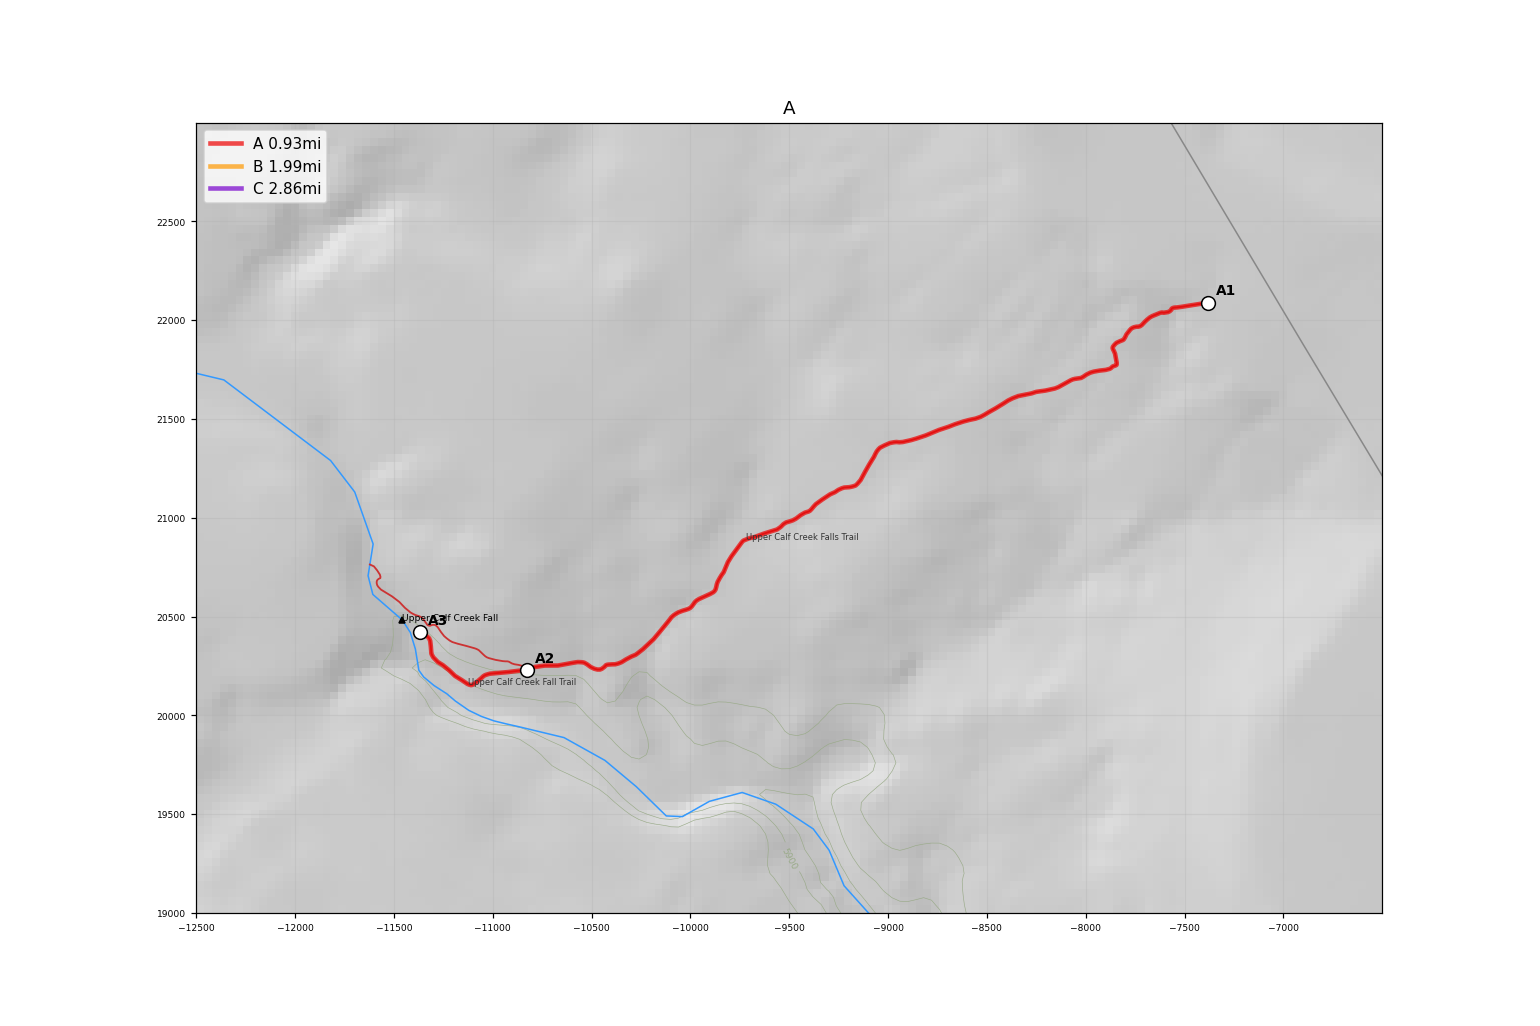 A
A 0.93mi
B 1.99mi
C 2.86mi
22500
22000
21500
21000
20500
20000
19500
19000
A1
Upper Calf Creek Falls Trail
A3
A2
Upper Calf Creek Fall Trail
5900
−12500 −12000 −11500 −11000 −10500 −10000 −9500 −9000 −8500 −8000 −7500 −7000
Upper Calf Creek Fall